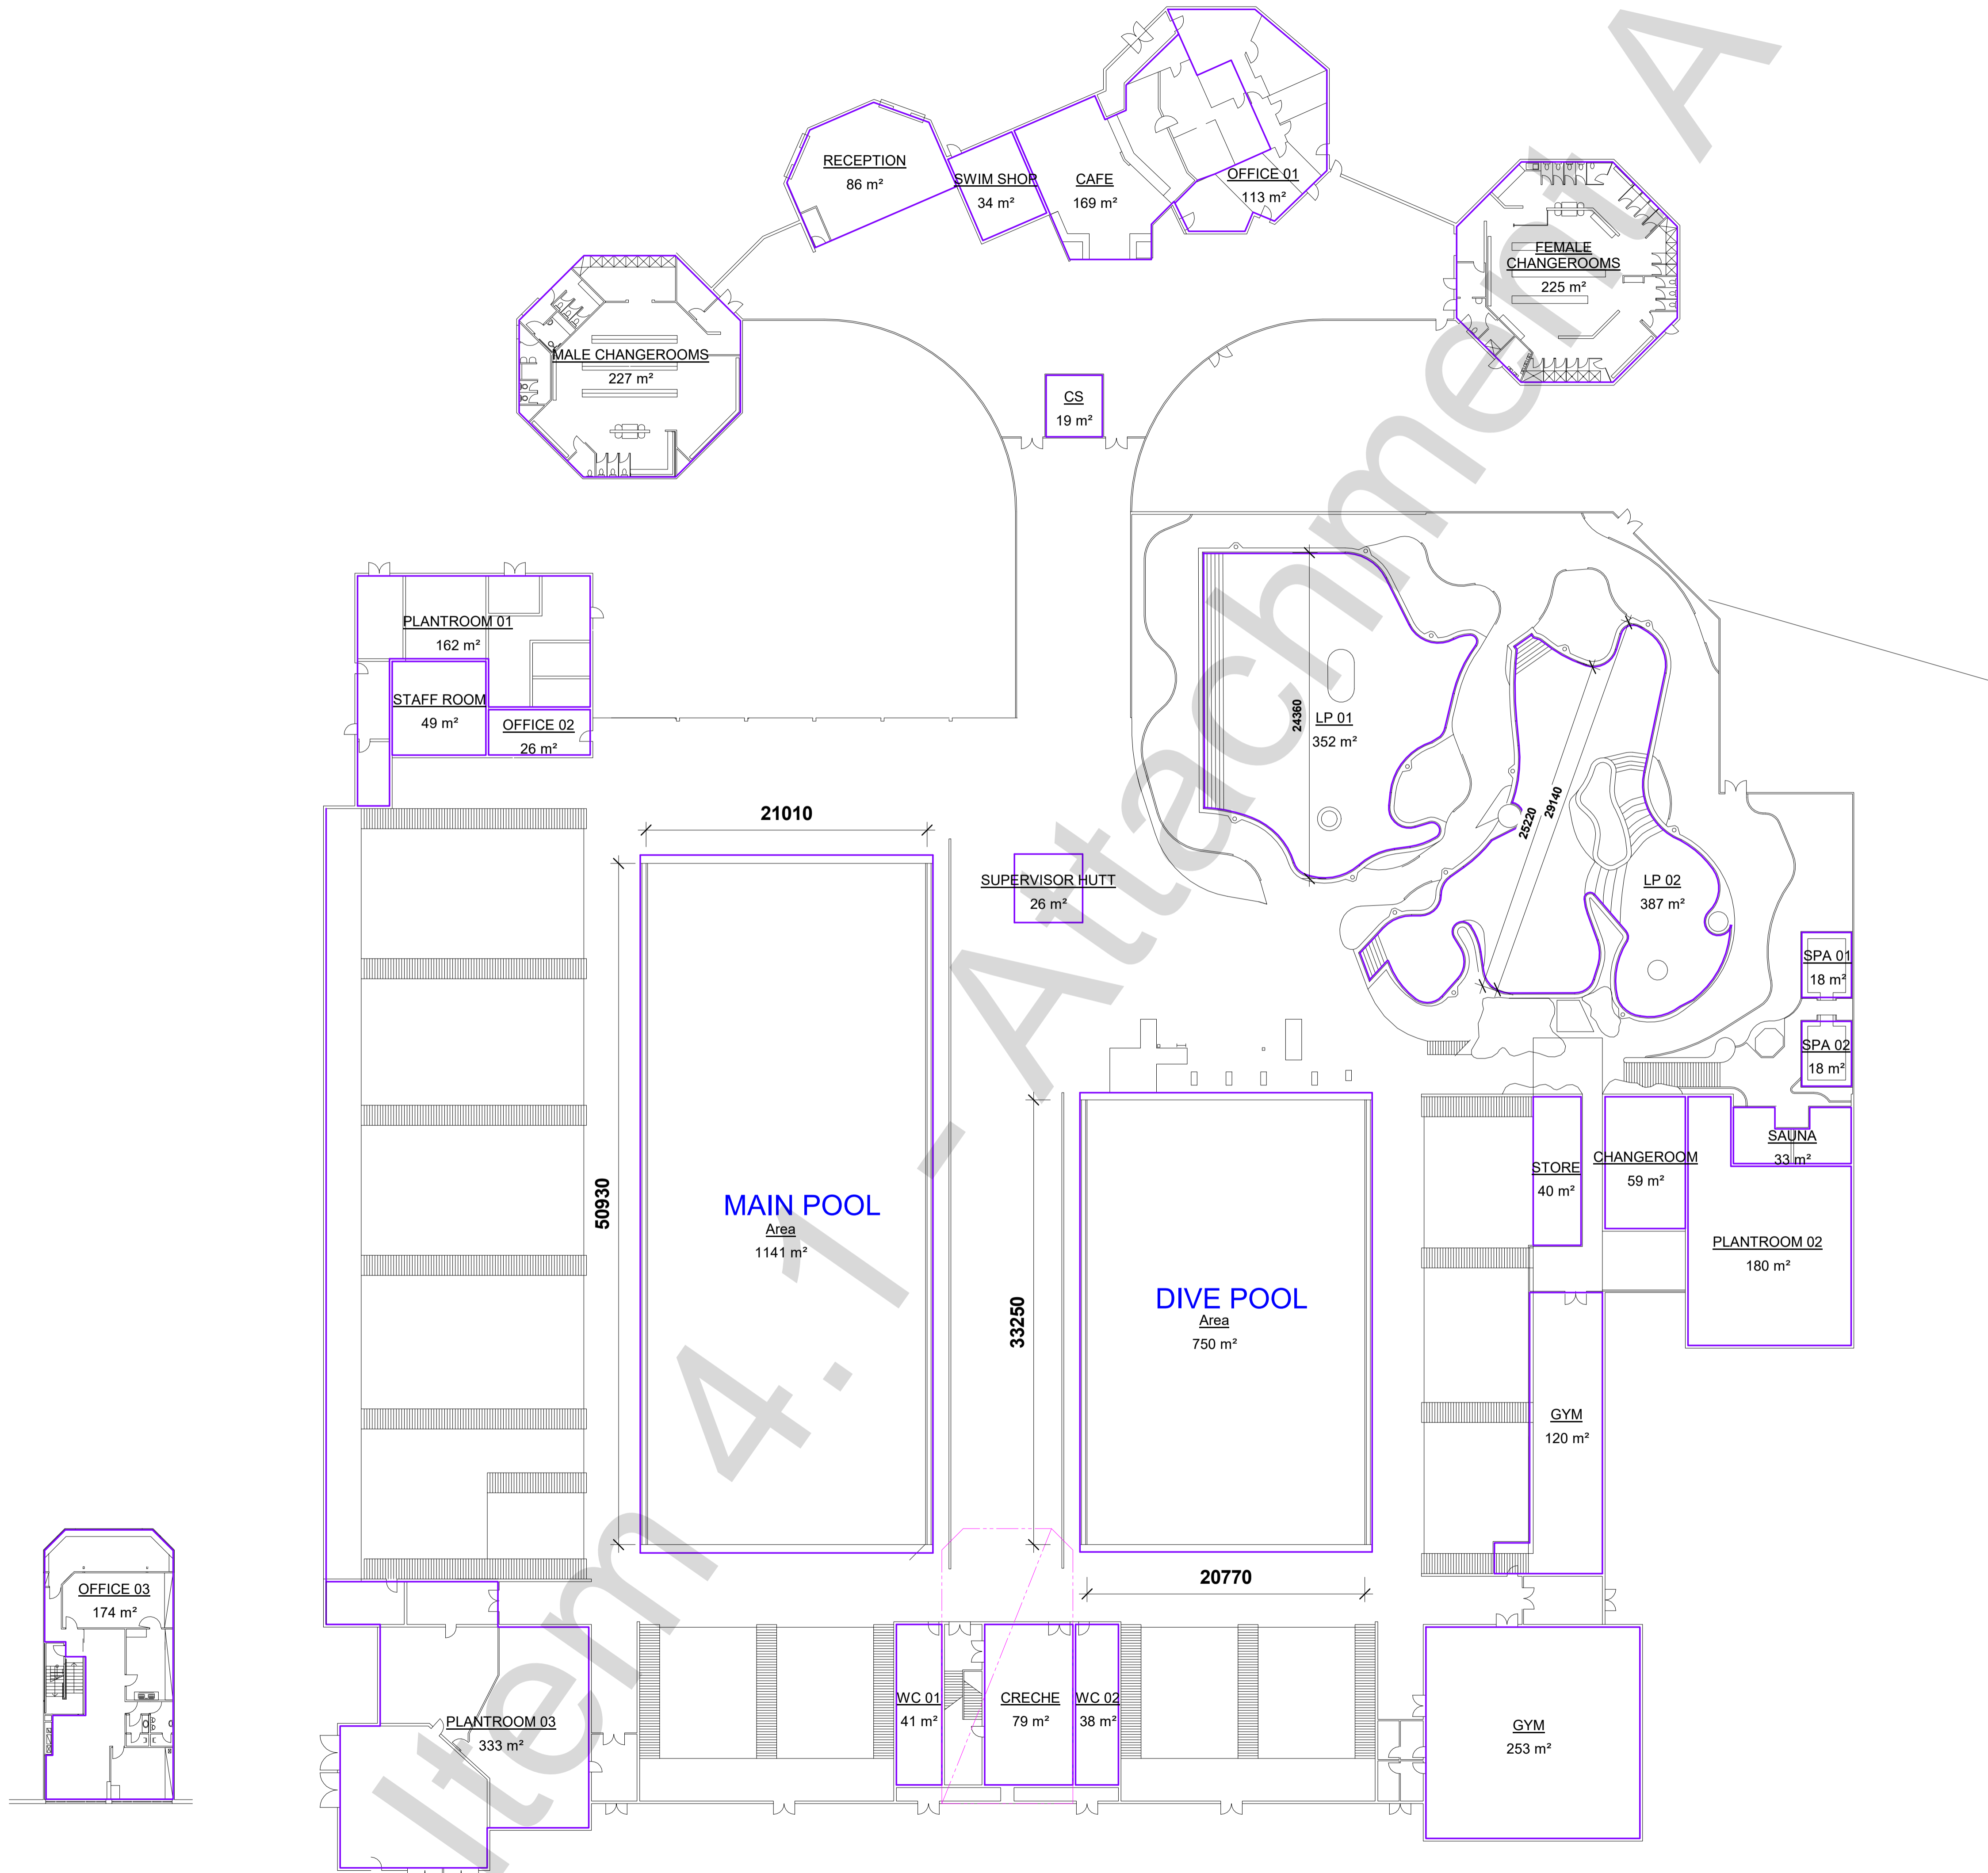 RECEPTION
86 m²
SWIM SHOP
34 m²
CAFE
169 m²
OFFICE 01
113 m²
FEMALE
CHANGEROOMS
225 m²
MALE CHANGEROOMS
227 m²
CS
19 m²
PLANTROOM 01
162 m²
STAFF ROOM
49 m²
OFFICE 02
26 m²
24360
LP 01
352 m²
25220
29140
LP 02
387 m²
21010
SUPERVISOR HUTT
26 m²
SPA 01
18 m²
SPA 02
18 m²
50930
MAIN POOL
Area
1141 m²
33250
DIVE POOL
Area
750 m²
20770
STORE
40 m²
CHANGEROOM
59 m²
SAUNA
33 m²
PLANTROOM 02
180 m²
GYM
120 m²
OFFICE 03
174 m²
PLANTROOM 03
333 m²
WC 01
41 m²
CRECHE
79 m²
WC 02
38 m²
GYM
253 m²
Item 4.1 - Attachment A